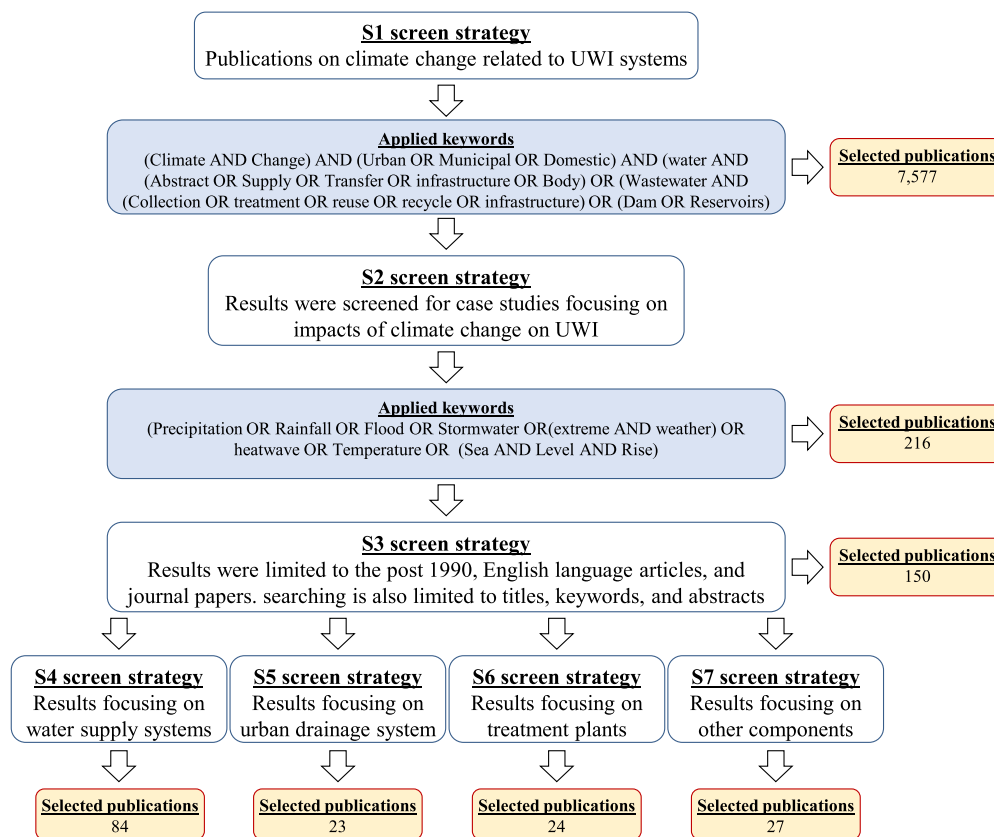 S1 screen strategy
Publications on climate change related to UWI systems
Applied keywords
(Climate AND Change) AND (Urban OR Municipal OR Domestic) AND (water AND
(Abstract OR Supply OR Transfer OR infrastructure OR Body) OR (Wastewater AND
(Collection OR treatment OR reuse OR recycle OR infrastructure) OR (Dam OR Reservoirs)
Selected publications
7,577
S2 screen strategy
Results were screened for case studies focusing on
impacts of climate change on UWI
Applied keywords
(Precipitation OR Rainfall OR Flood OR Stormwater OR(extreme AND weather) OR
heatwave OR Temperature OR (Sea AND Level AND Rise)
Selected publications
216
S3 screen strategy
Results were limited to the post 1990, English language articles, and
journal papers. searching is also limited to titles, keywords, and abstracts
Selected publications
150
S4 screen strategy
Results focusing on
water supply systems
S5 screen strategy
Results focusing on
urban drainage system
S6 screen strategy
Results focusing on
treatment plants
S7 screen strategy
Results focusing on
other components
Selected publications
84
Selected publications
23
Selected publications
24
Selected publications
27